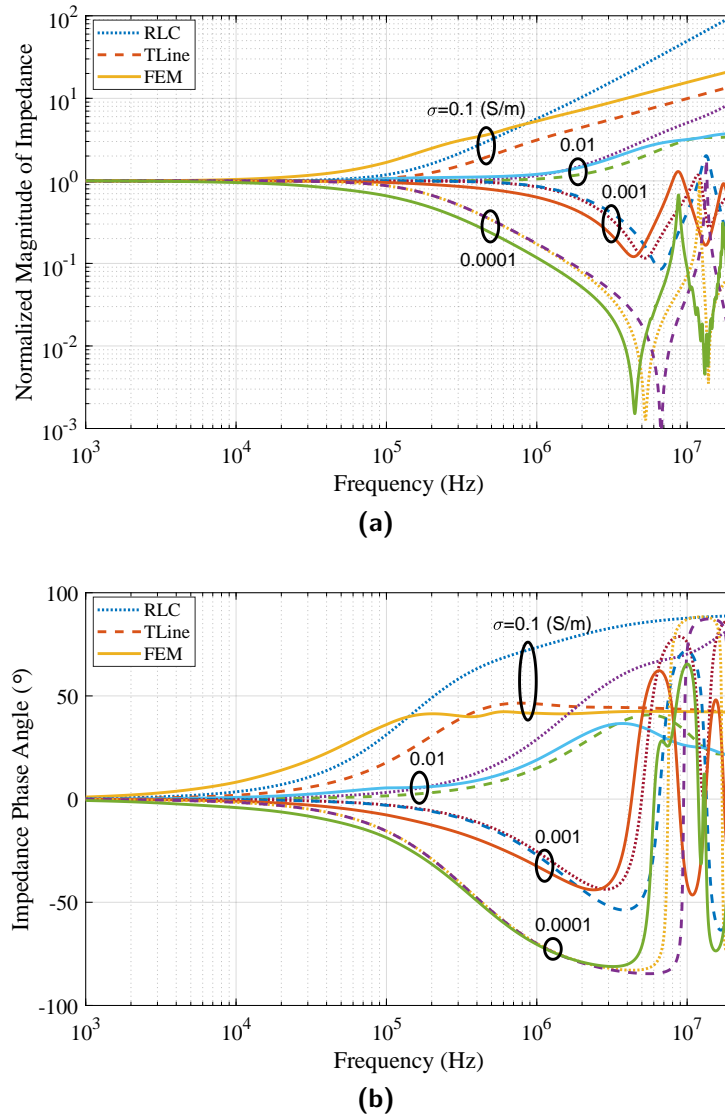 10^2
10^1
10^0
10^-1
10^-2
10^-3
Normalized Magnitude of Impedance
RLC
TLine
FEM
σ=0.1 (S/m)
0.01
0.001
0.0001
10^3 10^4 10^5 10^6 10^7
Frequency (Hz)
(a)
100
50
0
-50
-100
Impedance Phase Angle (°)
RLC
TLine
FEM
σ=0.1 (S/m)
0.01
0.001
0.0001
10^3 10^4 10^5 10^6 10^7
Frequency (Hz)
(b)